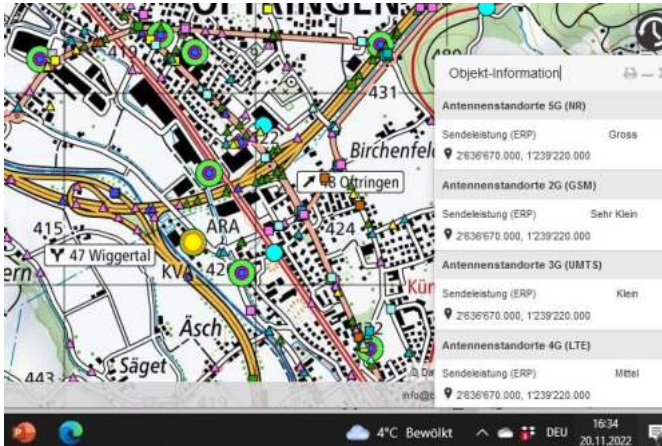 OFTRINGEN
419
480
431
Birchenfeld
48 Oftringen
415
ARA
424
47 Wiggertal
KVA
42
Äsch
Säget
443
419
info@b
Objekt-Information
Antennenstandorte 5G (NR)
Sendeleistung (ERP) Gross
2'636'670.000, 1'239'220.000
Antennenstandorte 2G (GSM)
Sendeleistung (ERP) Sehr Klein
2'636'670.000, 1'239'220.000
Antennenstandorte 3G (UMTS)
Sendeleistung (ERP) Klein
2'636'670.000, 1'239'220.000
Antennenstandorte 4G (LTE)
Sendeleistung (ERP) Mittel
2'636'670.000, 1'239'220.000
4°C Bewölkt
DEU
16:34
20.11.2022